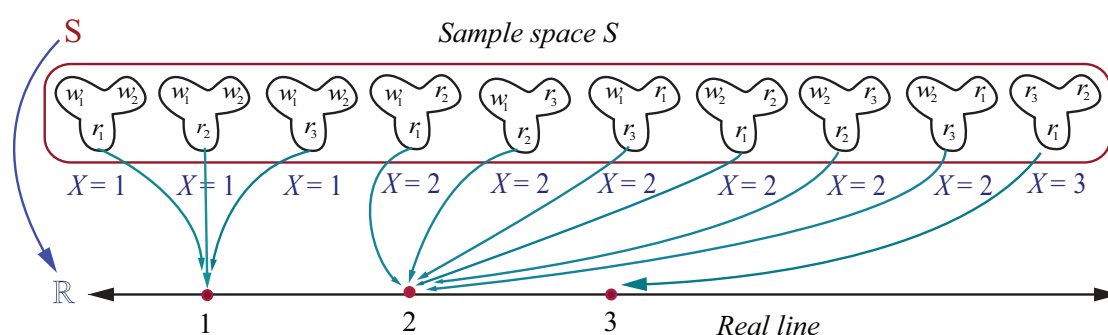 S
Sample space S
w₁ w₂ w₁ w₂ w₁ w₂ w₁ r₂ w₁ r₃ w₁ r₁ w₂ r₂ w₂ r₃ w₂ r₁ r₃ r₂
r₁ r₂ r₃ r₁ r₂ r₃ r₁ r₂ r₃ r₁
X = 1 X = 1 X = 1 X = 2 X = 2 X = 2 X = 2 X = 2 X = 2 X = 3
ℝ
1 2 3 Real line